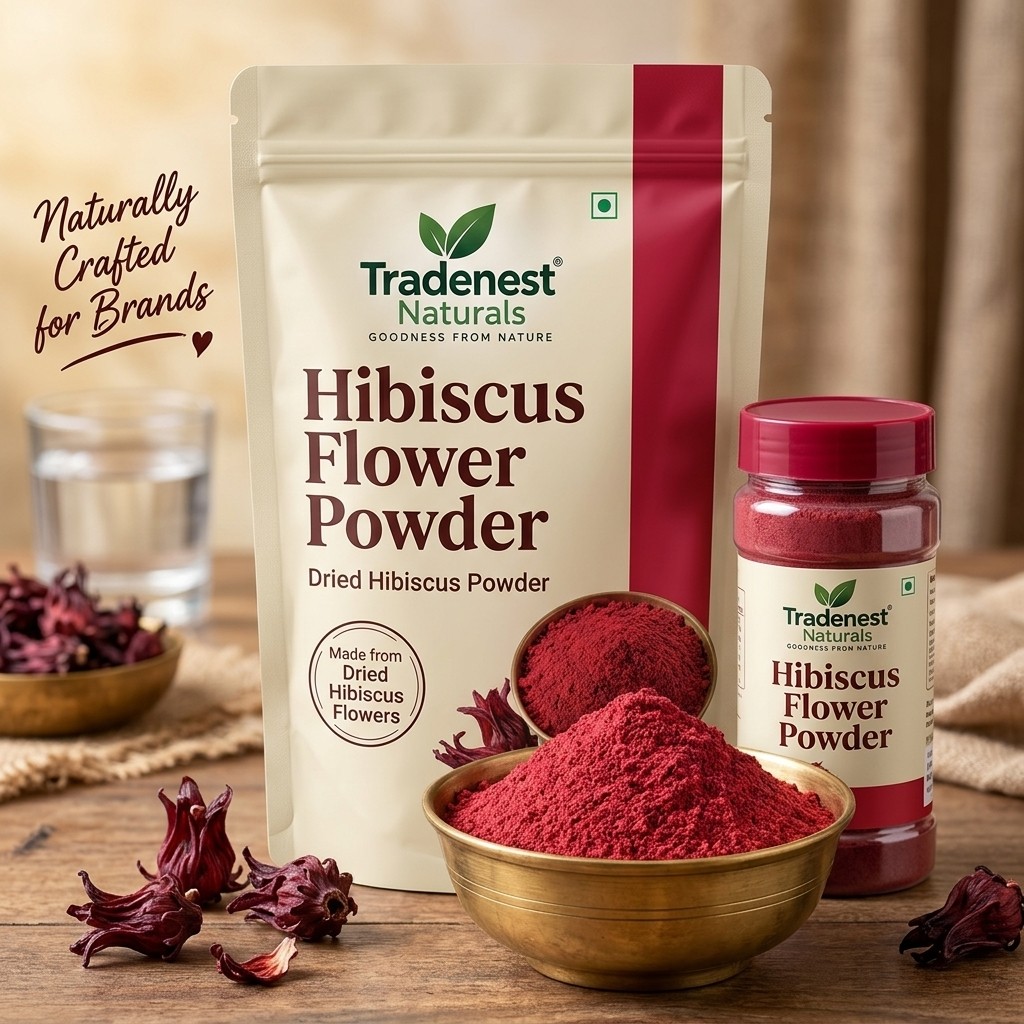 Naturally
Crafted
for Brands
Tradenest®
Naturals
GOODNESS FROM NATURE
Hibiscus
Flower
Powder
Dried Hibiscus Powder
Made from
Dried
Hibiscus
Flowers
Tradenest®
Naturals
GOODNESS FRON NATURE
Hibiscus
Flower
Powder